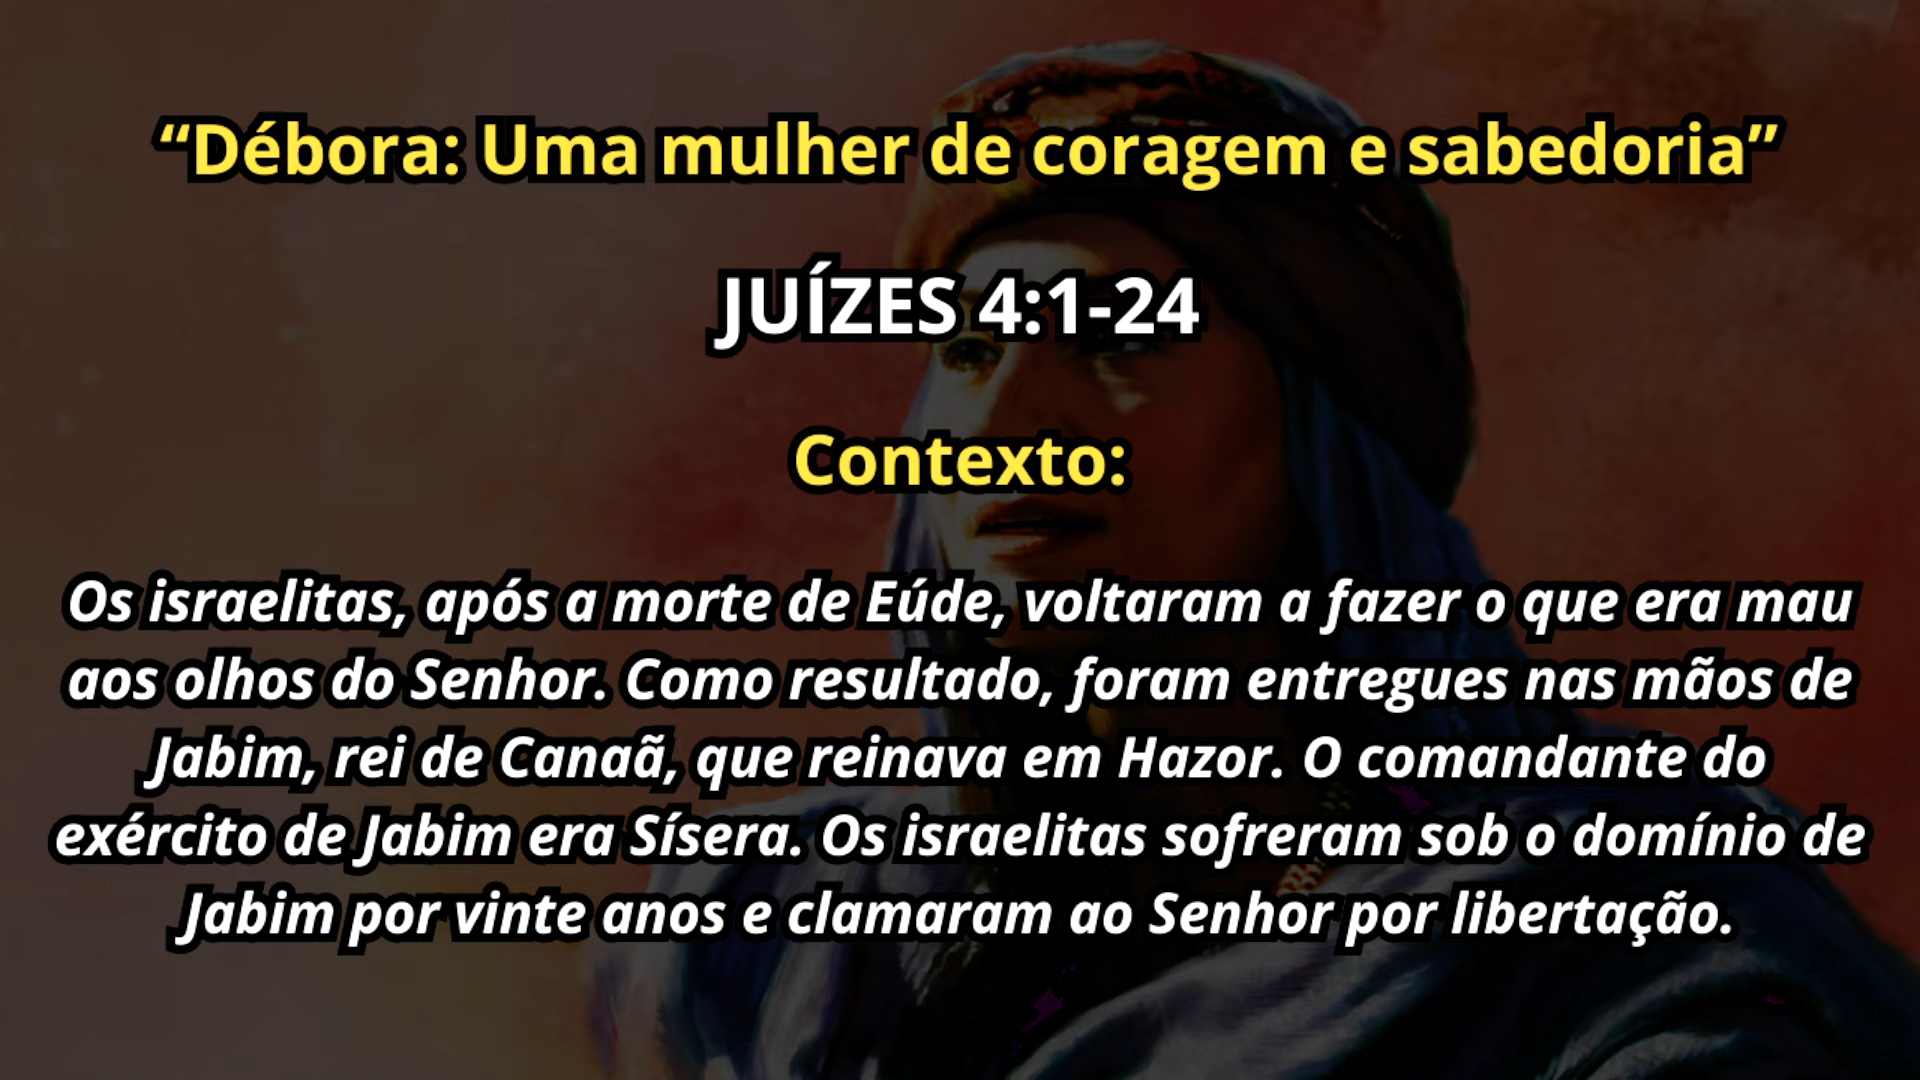 “Débora: Uma mulher de coragem e sabedoria”
JUÍZES 4:1-24
Contexto:
Os israelitas, após a morte de Eúde, voltaram a fazer o que era mau
aos olhos do Senhor. Como resultado, foram entregues nas mãos de
Jabim, rei de Canaã, que reinava em Hazor. O comandante do
exército de Jabim era Sísera. Os israelitas sofreram sob o domínio de
Jabim por vinte anos e clamaram ao Senhor por libertação.